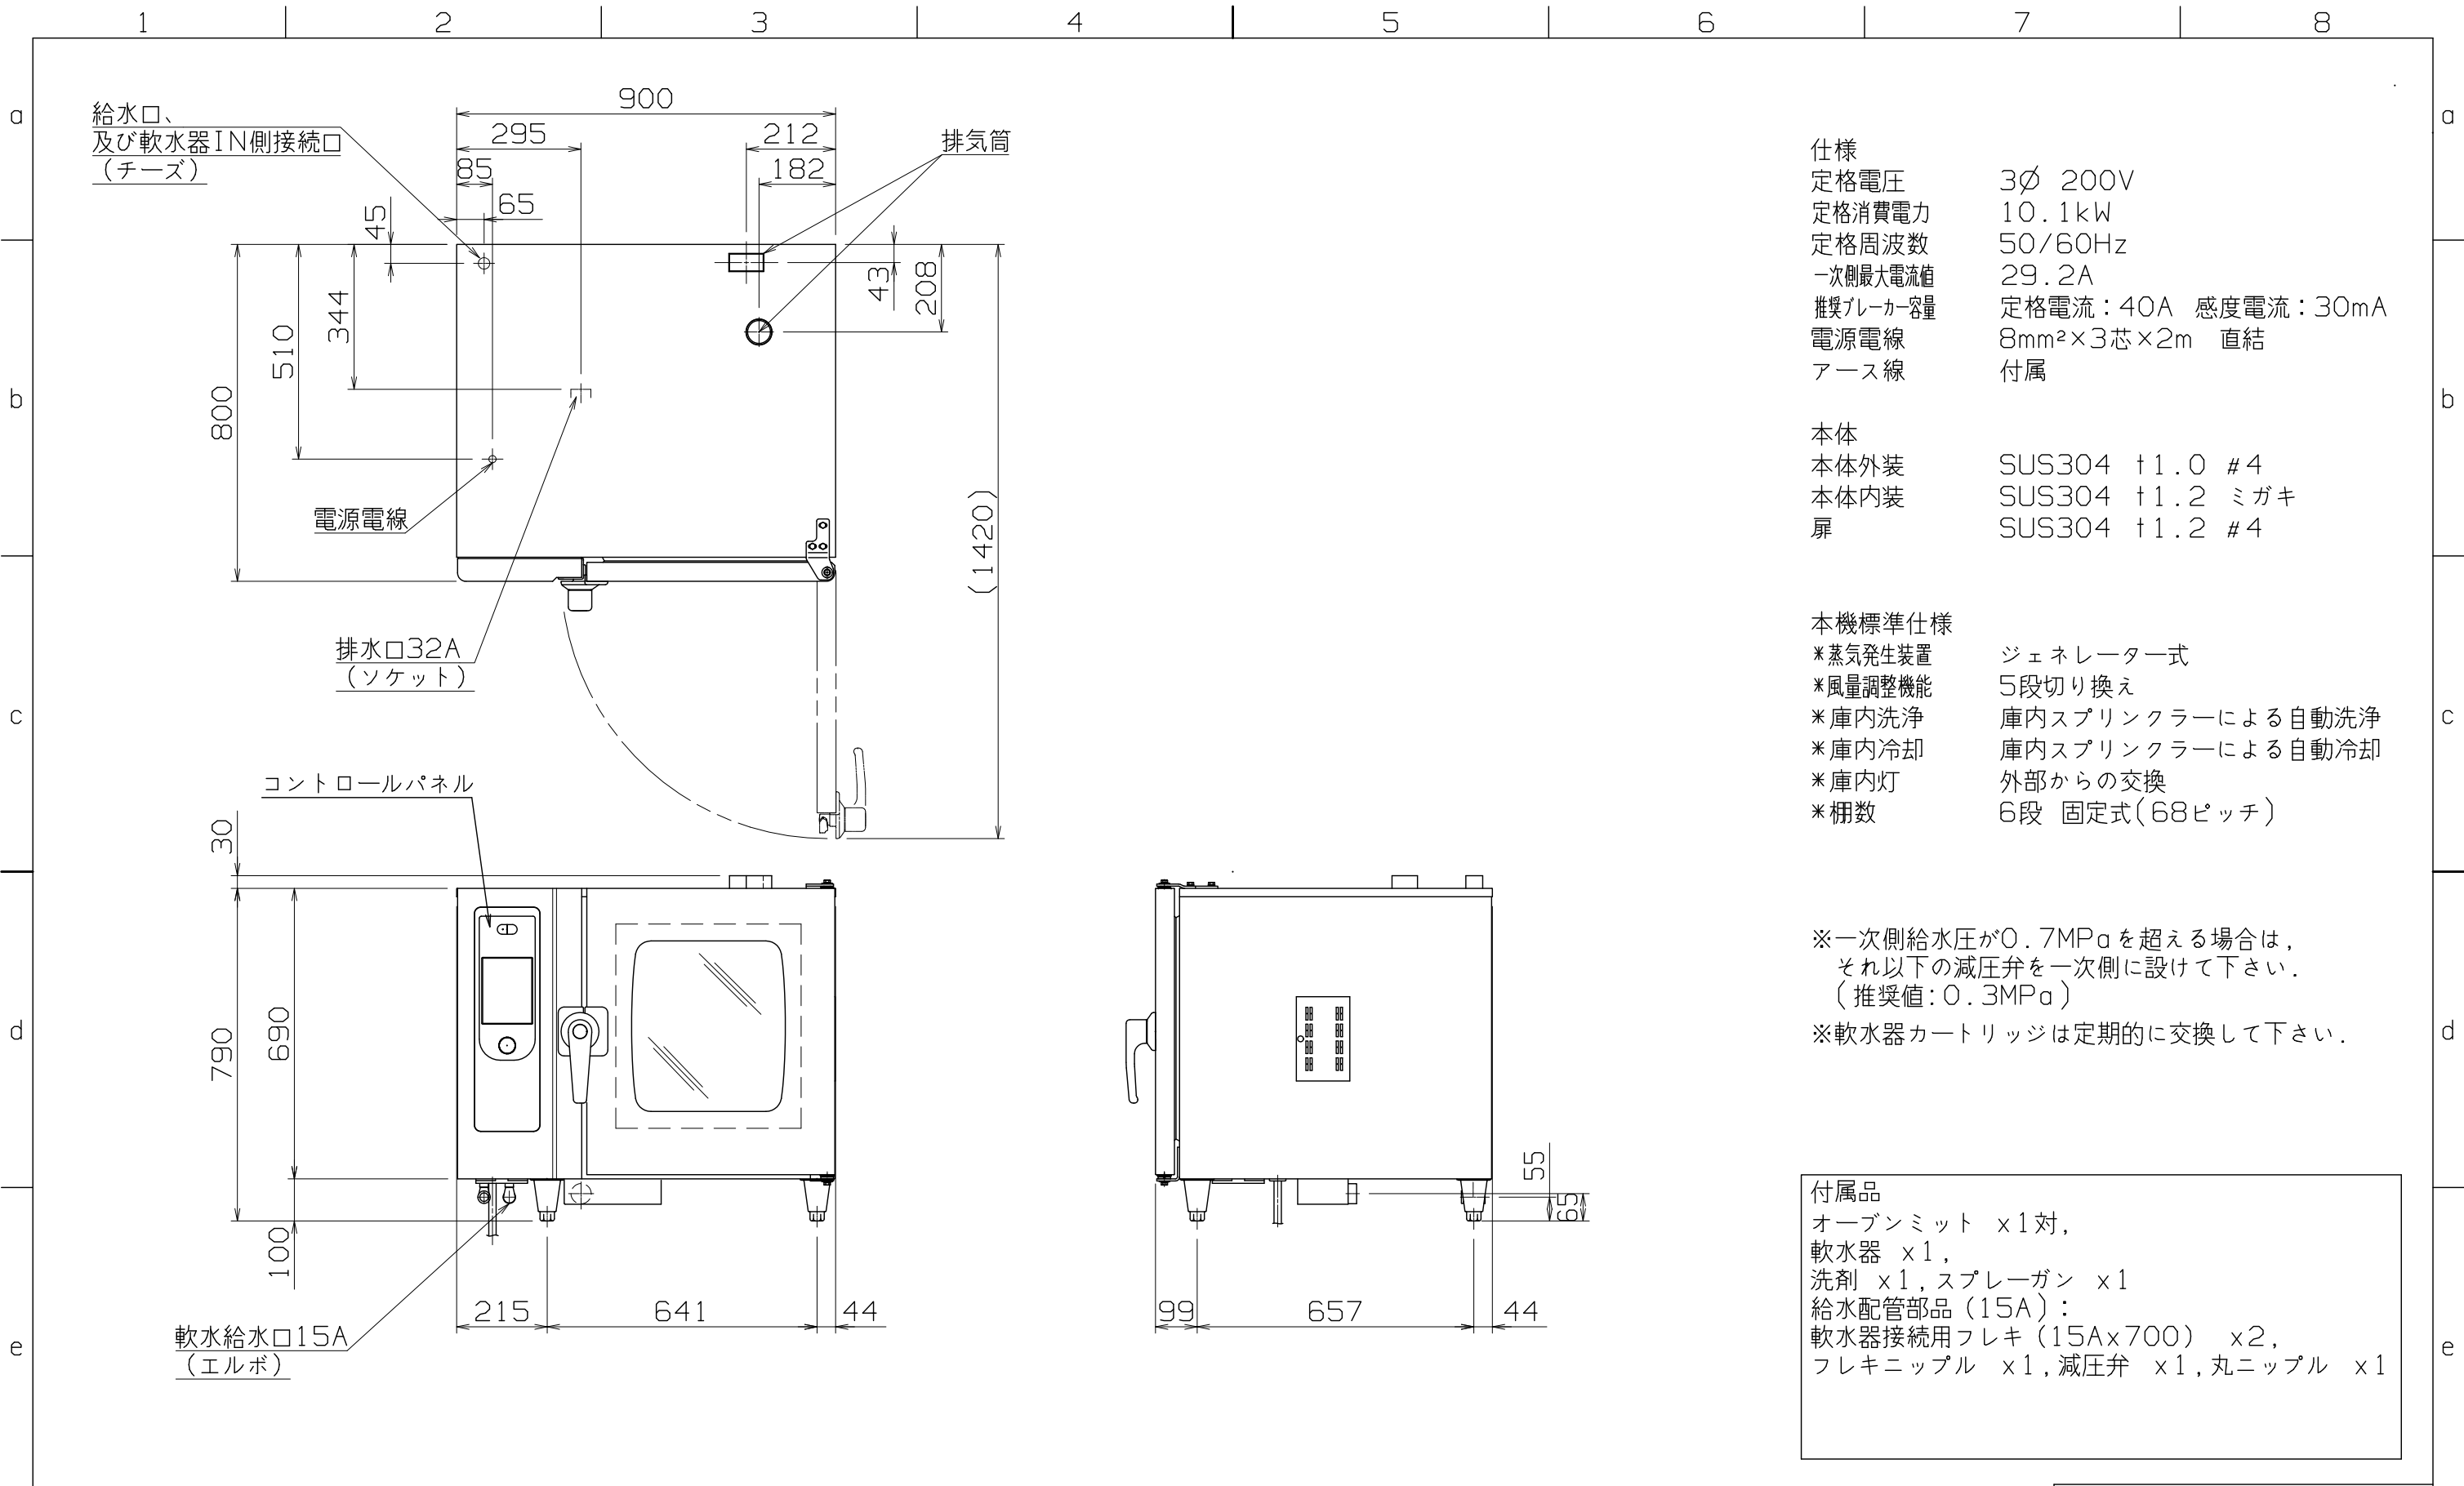 1 2 3 4 5 6 7 8
a a
b b
c c
d d
e e
給水口、
及び軟水器IN側接続口
(チーズ)
900
295
212
排気筒
85
182
65
45
344
510
800
43
208
(1420)
電源電線
排水口32A
(ソケット)
コントロールパネル
30
690
790
100
215
641
44
軟水給水口15A
(エルボ)
99
657
44
55
65
仕様
定格電圧 3Ø 200V
定格消費電力 10.1kW
定格周波数 50/60Hz
一次側最大電流値 29.2A
推奨ブレーカー容量 定格電流:40A 感度電流:30mA
電源電線 8mm²×3芯×2m 直結
アース線 付属
本体
本体外装 SUS304 t1.0 #4
本体内装 SUS304 t1.2 ミガキ
扉 SUS304 t1.2 #4
本機標準仕様
*蒸気発生装置 ジェネレーター式
*風量調整機能 5段切り換え
*庫内洗浄 庫内スプリンクラーによる自動洗浄
*庫内冷却 庫内スプリンクラーによる自動冷却
*庫内灯 外部からの交換
*棚数 6段 固定式(68ピッチ)
※一次側給水圧が0.7MPaを超える場合は,
それ以下の減圧弁を一次側に設けて下さい.
(推奨値:0.3MPa)
※軟水器カートリッジは定期的に交換して下さい.
付属品
オーブンミット x1対,
軟水器 x1,
洗剤 x1,スプレーガン x1
給水配管部品(15A):
軟水器接続用フレキ(15Ax700) x2,
フレキニップル x1,減圧弁 x1,丸ニップル x1